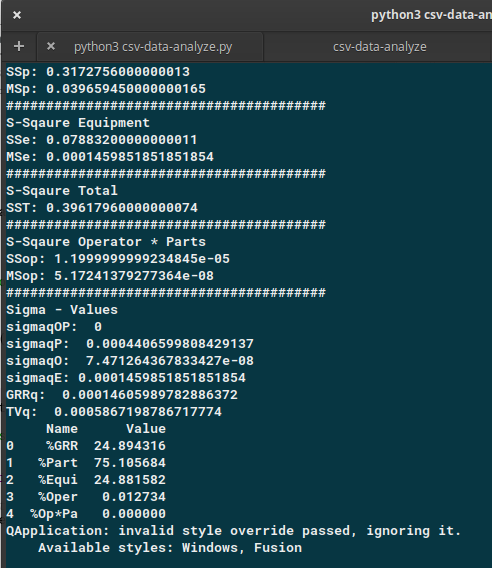 python3 csv-data-an
python3 csv-data-analyze.py
csv-data-analyze
SSp: 0.3172756000000013
MSp: 0.039659450000000165
########################################
S-Sqaure Equipment
SSe: 0.07883200000000011
MSe: 0.0001459851851851854
########################################
S-Sqaure Total
SST: 0.39617960000000074
########################################
S-Sqaure Operator * Parts
SSop: 1.1999999999234845e-05
MSop: 5.17241379277364e-08
########################################
Sigma - Values
sigmaqOP:  0
sigmaqP:  0.0004406599808429137
sigmaqO:  7.471264367833427e-08
sigmaqE: 0.0001459851851851854
GRRq:  0.00014605989782886372
TVq:  0.0005867198786717774
     Name      Value
0    %GRR  24.894316
1   %Part  75.105684
2   %Equi  24.881582
3   %Oper   0.012734
4  %Op*Pa   0.000000
QApplication: invalid style override passed, ignoring it.
    Available styles: Windows, Fusion